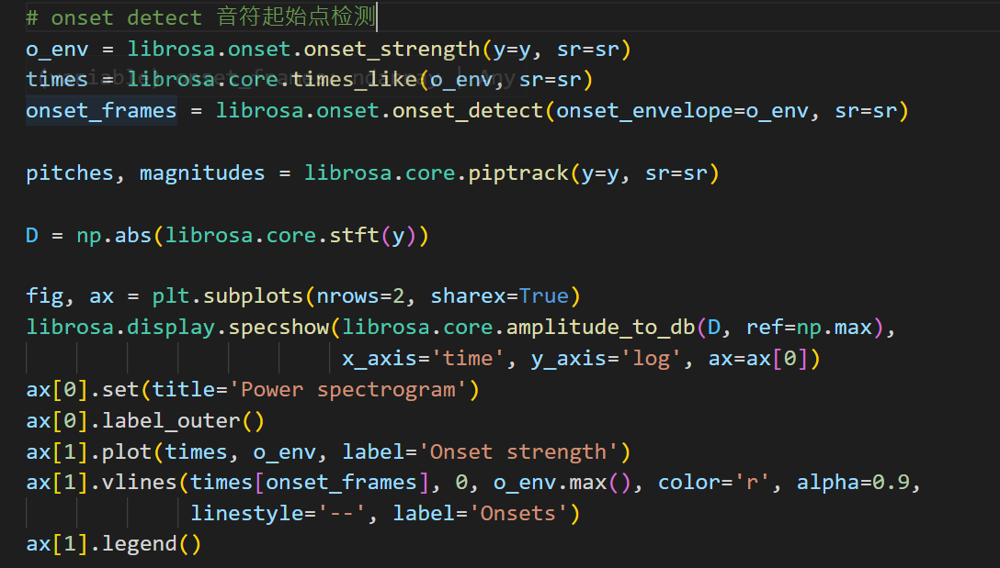 # onset detect 音符起始点检测
o_env = librosa.onset.onset_strength(y=y, sr=sr)
times = librosa.core.times_like(o_env, sr=sr)
onset_frames = librosa.onset.onset_detect(onset_envelope=o_env, sr=sr)
pitches, magnitudes = librosa.core.piptrack(y=y, sr=sr)
D = np.abs(librosa.core.stft(y))
fig, ax = plt.subplots(nrows=2, sharex=True)
librosa.display.specshow(librosa.core.amplitude_to_db(D, ref=np.max),
x_axis='time', y_axis='log', ax=ax[0])
ax[0].set(title='Power spectrogram')
ax[0].label_outer()
ax[1].plot(times, o_env, label='Onset strength')
ax[1].vlines(times[onset_frames], 0, o_env.max(), color='r', alpha=0.9,
linestyle='--', label='Onsets')
ax[1].legend()